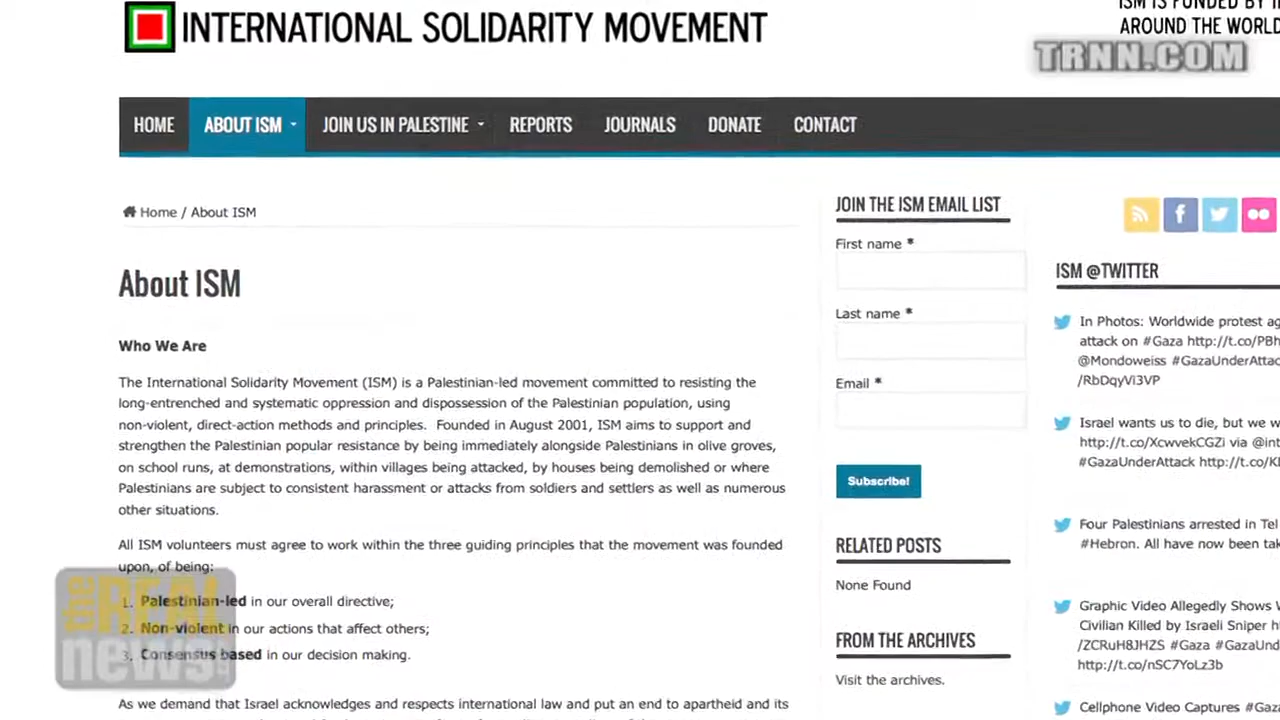 INTERNATIONAL SOLIDARITY MOVEMENT
ISM IS FUNDED BY
AROUND THE WORLD
TRNN.COM
HOME
ABOUT ISM
JOIN US IN PALESTINE
REPORTS
JOURNALS
DONATE
CONTACT
Home / About ISM
About ISM
Who We Are
The International Solidarity Movement (ISM) is a Palestinian-led movement committed to resisting the
long-entrenched and systematic oppression and dispossession of the Palestinian population, using
non-violent, direct-action methods and principles. Founded in August 2001, ISM aims to support and
strengthen the Palestinian popular resistance by being immediately alongside Palestinians in olive groves,
on school runs, at demonstrations, within villages being attacked, by houses being demolished or where
Palestinians are subject to consistent harassment or attacks from soldiers and settlers as well as numerous
other situations.
All ISM volunteers must agree to work within the three guiding principles that the movement was founded
upon, of being:
1. Palestinian-led in our overall directive;
2. Non-violent in our actions that affect others;
3. Consensus based in our decision making.
As we demand that Israel acknowledges and respects international law and put an end to apartheid and its
the REAL
news
JOIN THE ISM EMAIL LIST
First name *
Last name *
Email *
Subscribe!
RELATED POSTS
None Found
FROM THE ARCHIVES
Visit the archives.
ISM @TWITTER
In Photos: Worldwide protest ag
attack on #Gaza http://t.co/PBh
@Mondoweiss #GazaUnderAttac
/RbDqyVi3VP
Israel wants us to die, but we w
http://t.co/XcwvekCGZi via @int
#GazaUnderAttack http://t.co/K
Four Palestinians arrested in Tel
#Hebron. All have now been tak
Graphic Video Allegedly Shows W
Civilian Killed by Israeli Sniper ht
/ZCRuH8JHZS #Gaza #GazaUnd
http://t.co/nSC7YoLz3b
Cellphone Video Captures #Gaz